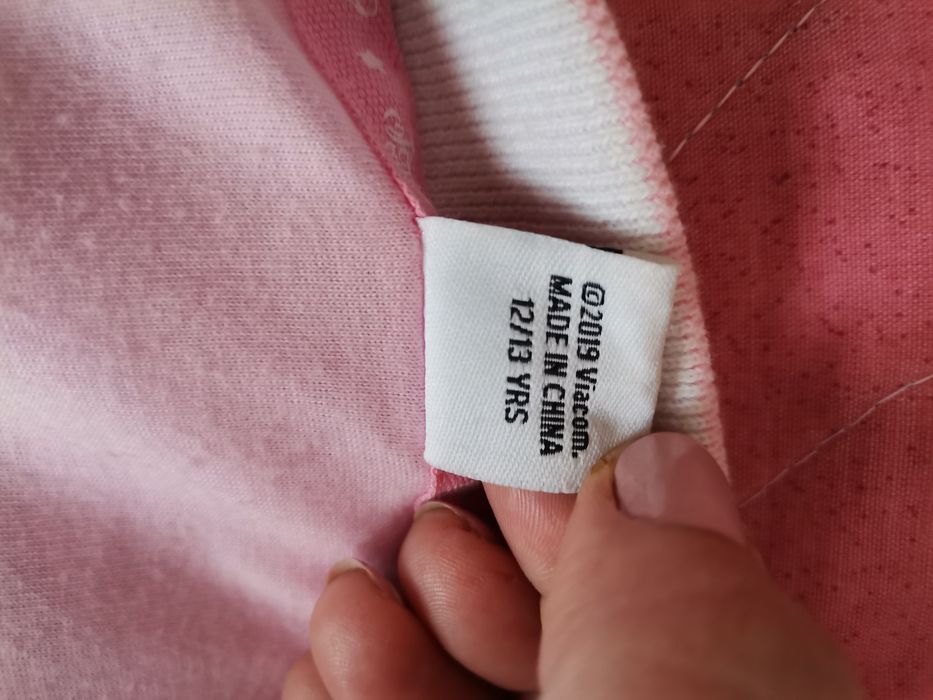 ©2019 Viacom.
MADE IN CHINA
12/13 YRS